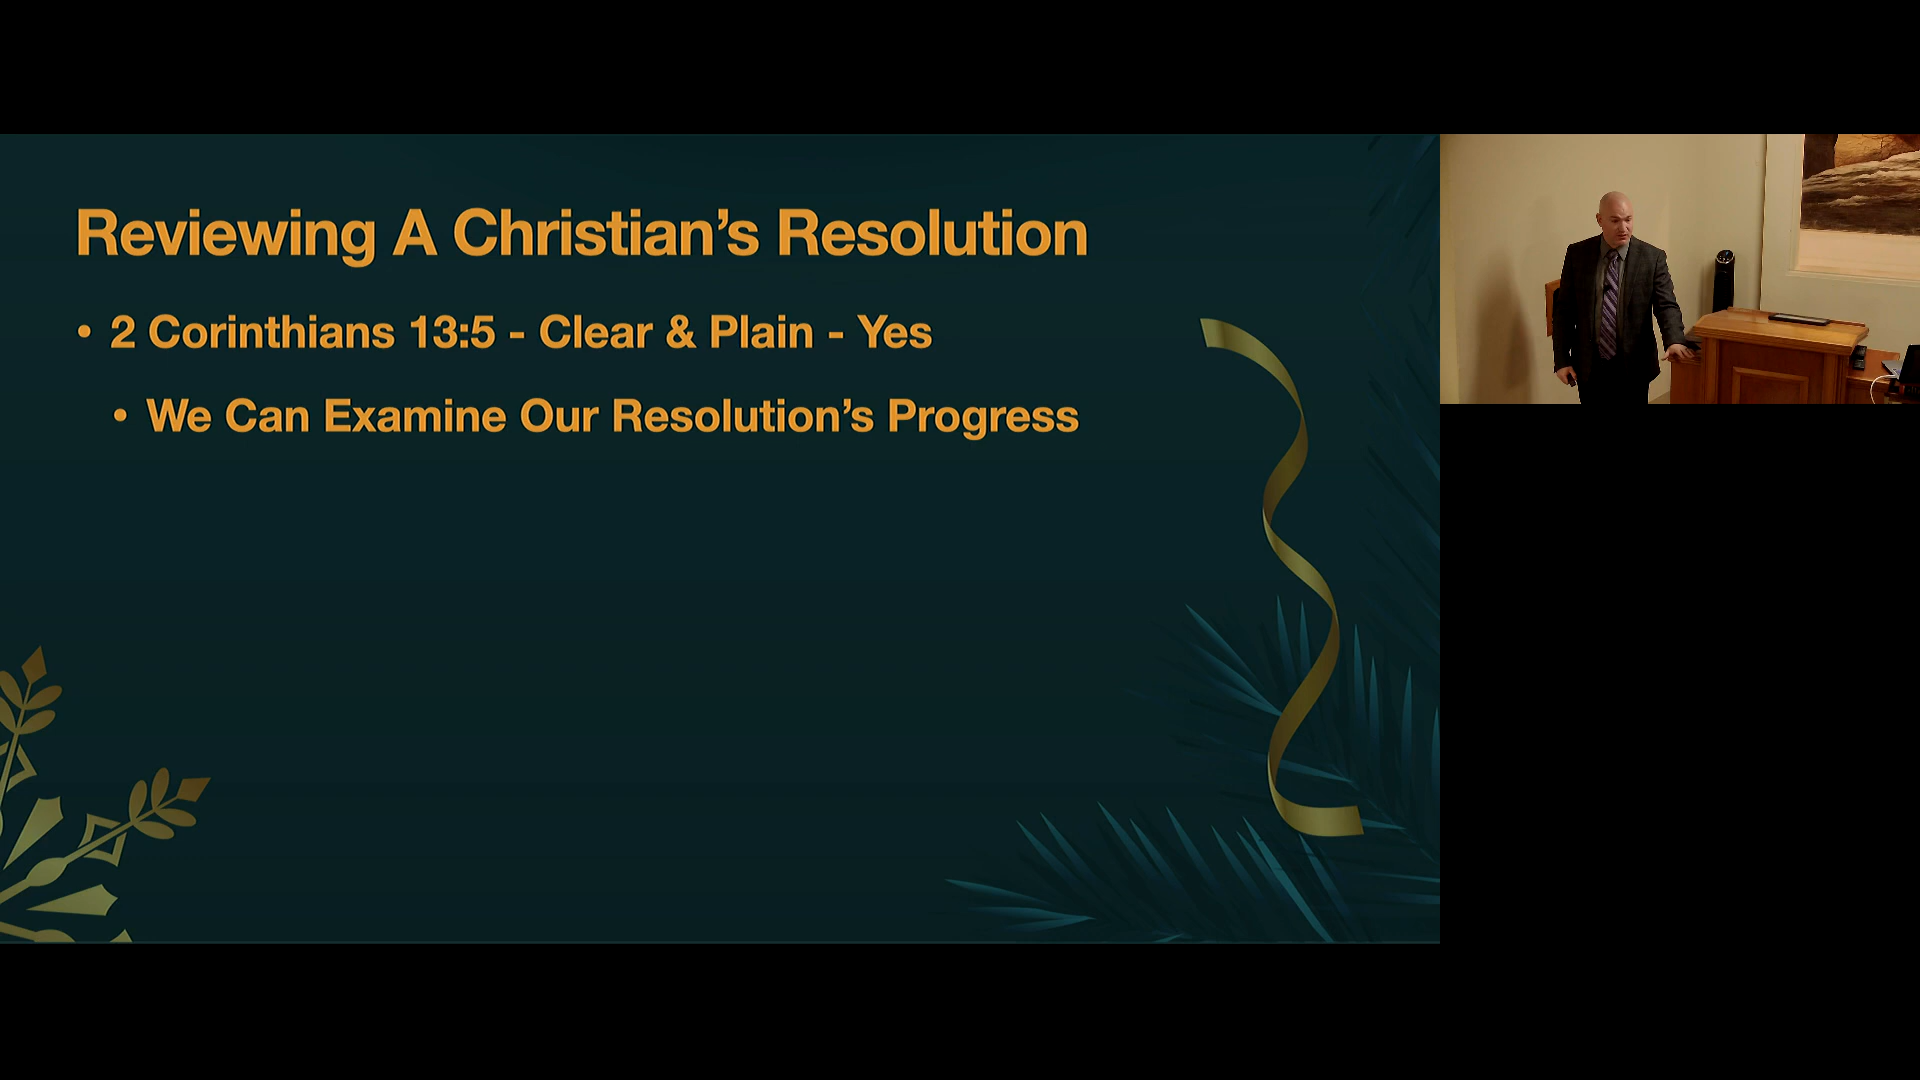 Reviewing A Christian’s Resolution
• 2 Corinthians 13:5 - Clear & Plain - Yes
• We Can Examine Our Resolution’s Progress